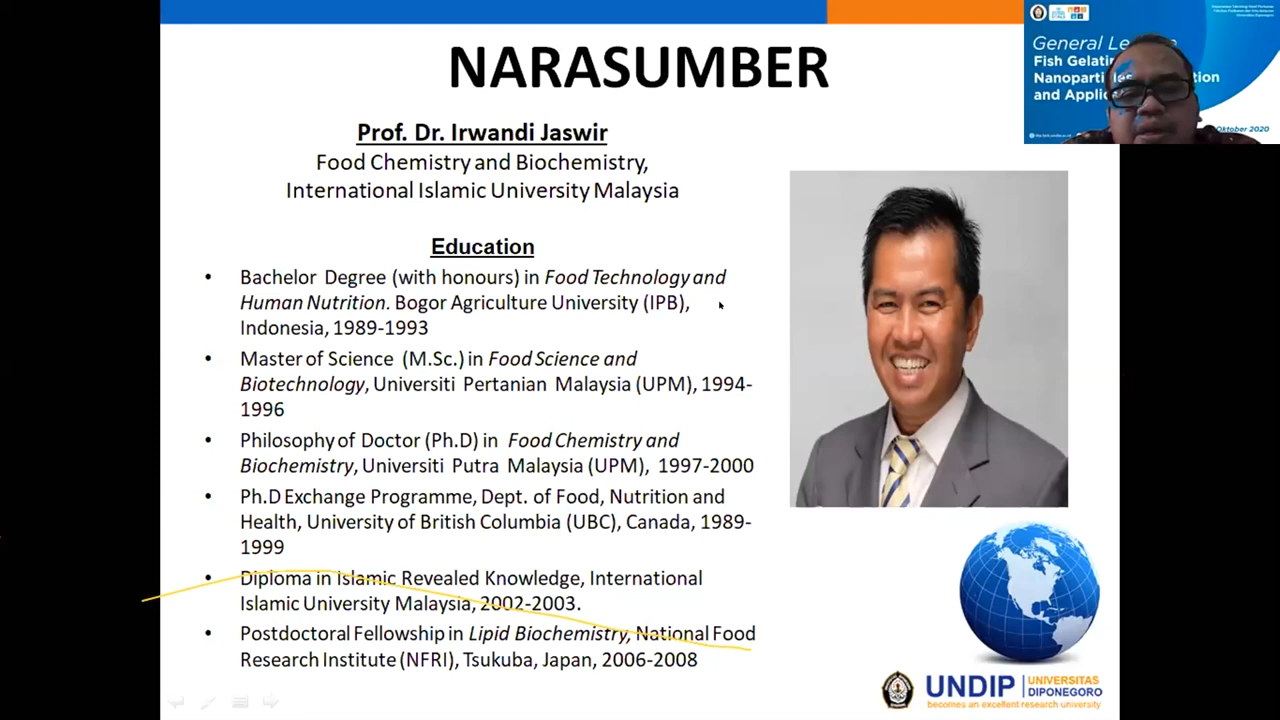 NARASUMBER
Prof. Dr. Irwandi Jaswir
Food Chemistry and Biochemistry,
International Islamic University Malaysia
Education
• Bachelor Degree (with honours) in Food Technology and
Human Nutrition. Bogor Agriculture University (IPB),
Indonesia, 1989-1993
• Master of Science (M.Sc.) in Food Science and
Biotechnology, Universiti Pertanian Malaysia (UPM), 1994-
1996
• Philosophy of Doctor (Ph.D) in Food Chemistry and
Biochemistry, Universiti Putra Malaysia (UPM), 1997-2000
• Ph.D Exchange Programme, Dept. of Food, Nutrition and
Health, University of British Columbia (UBC), Canada, 1989-
1999
• Diploma in Islamic Revealed Knowledge, International
Islamic University Malaysia, 2002-2003.
• Postdoctoral Fellowship in Lipid Biochemistry, National Food
Research Institute (NFRI), Tsukuba, Japan, 2006-2008
General
Fish
and
Oktober 2020
UNDIP UNIVERSITAS
DIPONEGORO
becomes an excellent research university